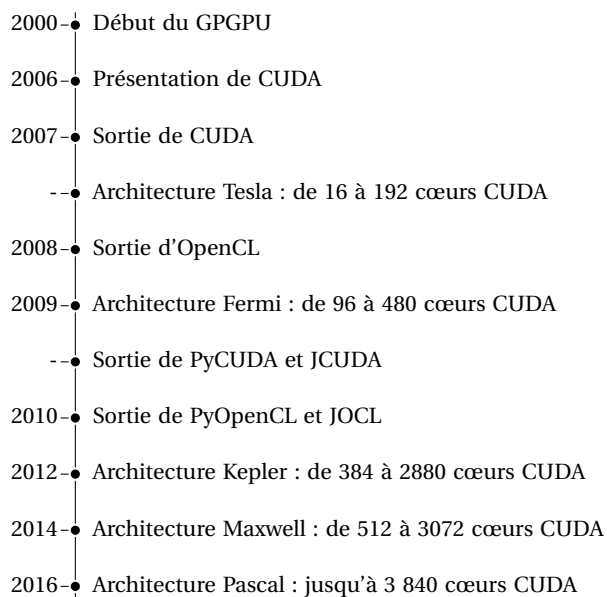 2000 Début du GPGPU
2006 Présentation de CUDA
2007 Sortie de CUDA
-- Architecture Tesla : de 16 à 192 cœurs CUDA
2008 Sortie d'OpenCL
2009 Architecture Fermi : de 96 à 480 cœurs CUDA
-- Sortie de PyCUDA et JCUDA
2010 Sortie de PyOpenCL et JOCL
2012 Architecture Kepler : de 384 à 2880 cœurs CUDA
2014 Architecture Maxwell : de 512 à 3072 cœurs CUDA
2016 Architecture Pascal : jusqu'à 3 840 cœurs CUDA